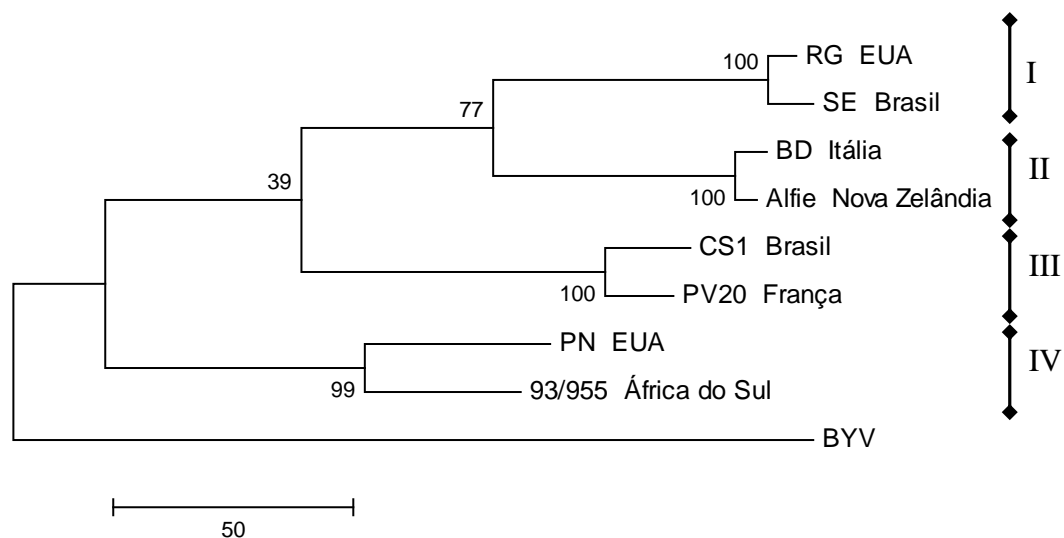 RG EUA
100
I
SE Brasil
77
BD Itália
II
39
100
Alfie Nova Zelândia
CS1 Brasil
III
100
PV20 França
PN EUA
IV
99
93/955 África do Sul
BYV
50